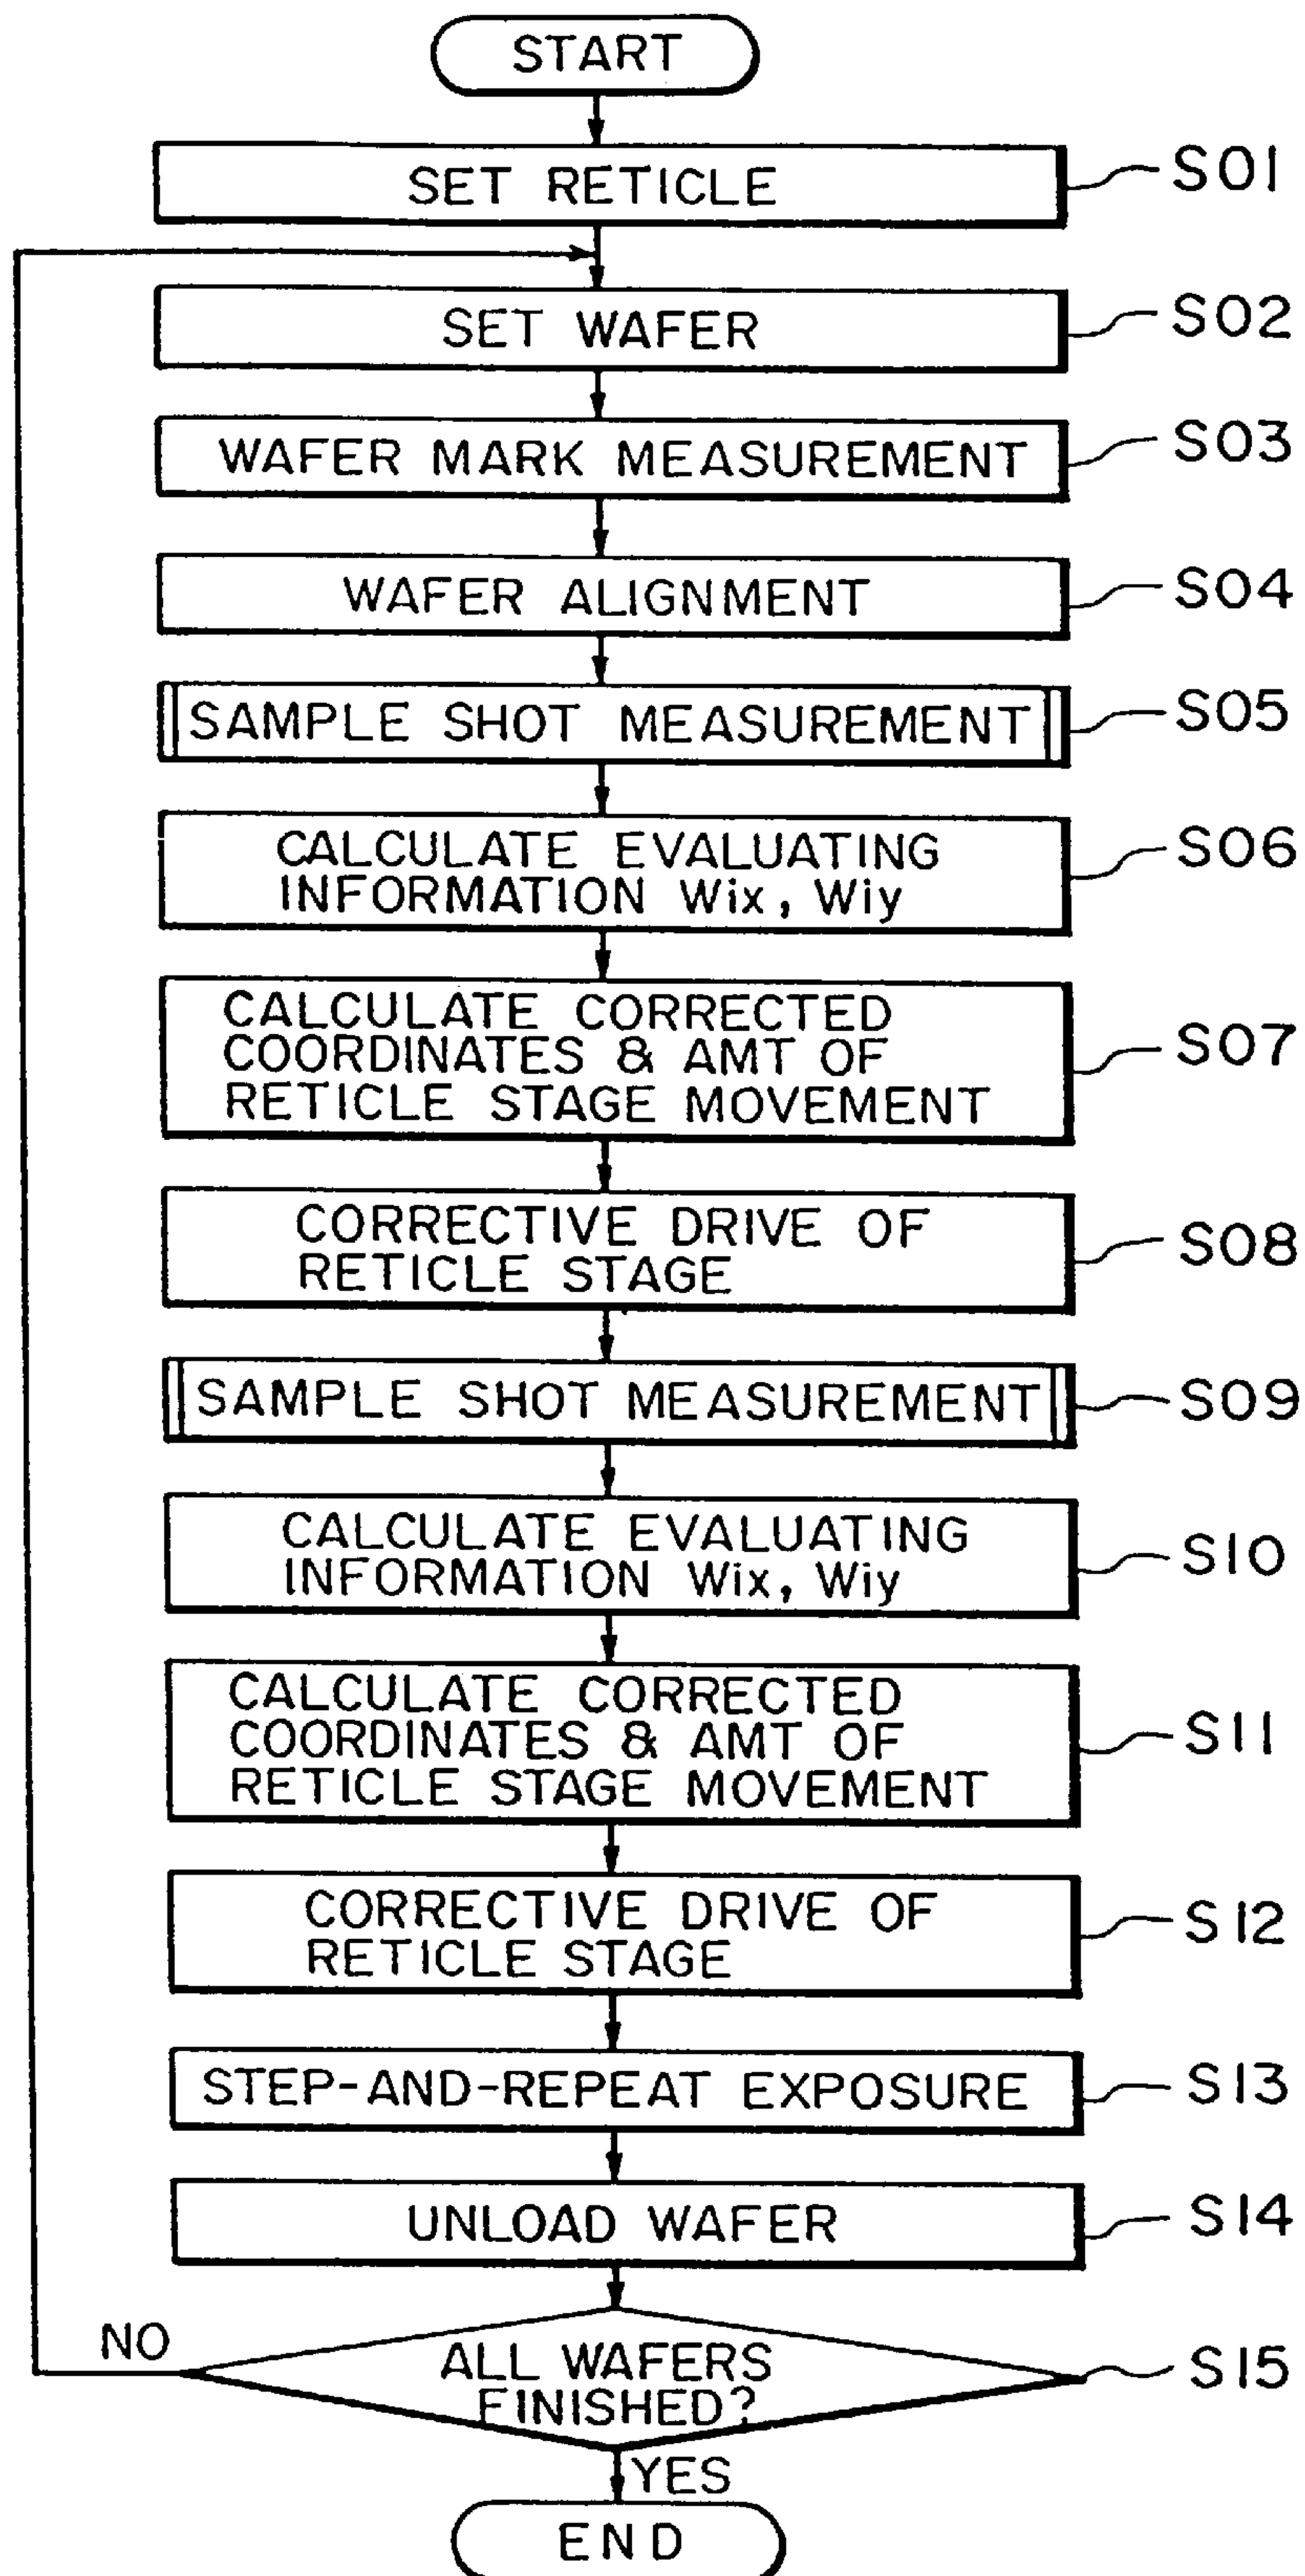 START
SET RETICLE
S01
SET WAFER
S02
WAFER MARK MEASUREMENT
S03
WAFER ALIGNMENT
S04
SAMPLE SHOT MEASUREMENT
S05
CALCULATE EVALUATING
INFORMATION Wix, Wiy
S06
CALCULATE CORRECTED
COORDINATES & AMT OF
RETICLE STAGE MOVEMENT
S07
CORRECTIVE DRIVE OF
RETICLE STAGE
S08
SAMPLE SHOT MEASUREMENT
S09
CALCULATE EVALUATING
INFORMATION Wix, Wiy
S10
CALCULATE CORRECTED
COORDINATES & AMT OF
RETICLE STAGE MOVEMENT
S11
CORRECTIVE DRIVE OF
RETICLE STAGE
S12
STEP-AND-REPEAT EXPOSURE
S13
UNLOAD WAFER
S14
NO
ALL WAFERS
FINISHED?
S15
YES
END